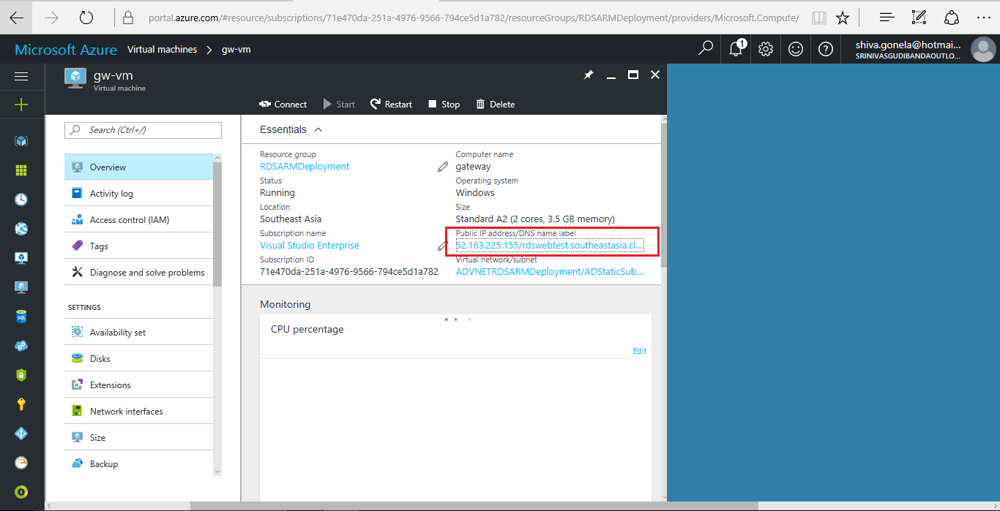 portal.azure.com/#resource/subscriptions/71e470da-251a-4976-9566-794ce5d1a782/resourceGroups/RDSARMDeployment/providers/Microsoft.Compute/
Microsoft Azure Virtual machines > gw-vm
1
shiva.gonela@hotmai...
SRINIVASGUDIBANDAOUTLO...
gw-vm
Virtual machine
Connect Start Restart Stop Delete
Search (Ctrl+/)
Overview
Activity log
Access control (IAM)
Tags
Diagnose and solve problems
SETTINGS
Availability set
Disks
Extensions
Network interfaces
Size
Backup
Essentials
Resource group
RDSARMDeployment
Status
Running
Location
Southeast Asia
Subscription name
Visual Studio Enterprise
Subscription ID
71e470da-251a-4976-9566-794ce5d1a782
Computer name
gateway
Operating system
Windows
Size
Standard A2 (2 cores, 3.5 GB memory)
Public IP address/DNS name label
52.163.225.155/rdswebtest.southeastasia.cl...
Virtual network/subnet
ADVNETRDSARMDeployment/ADStaticSub...
Monitoring
CPU percentage
Edit
SQL